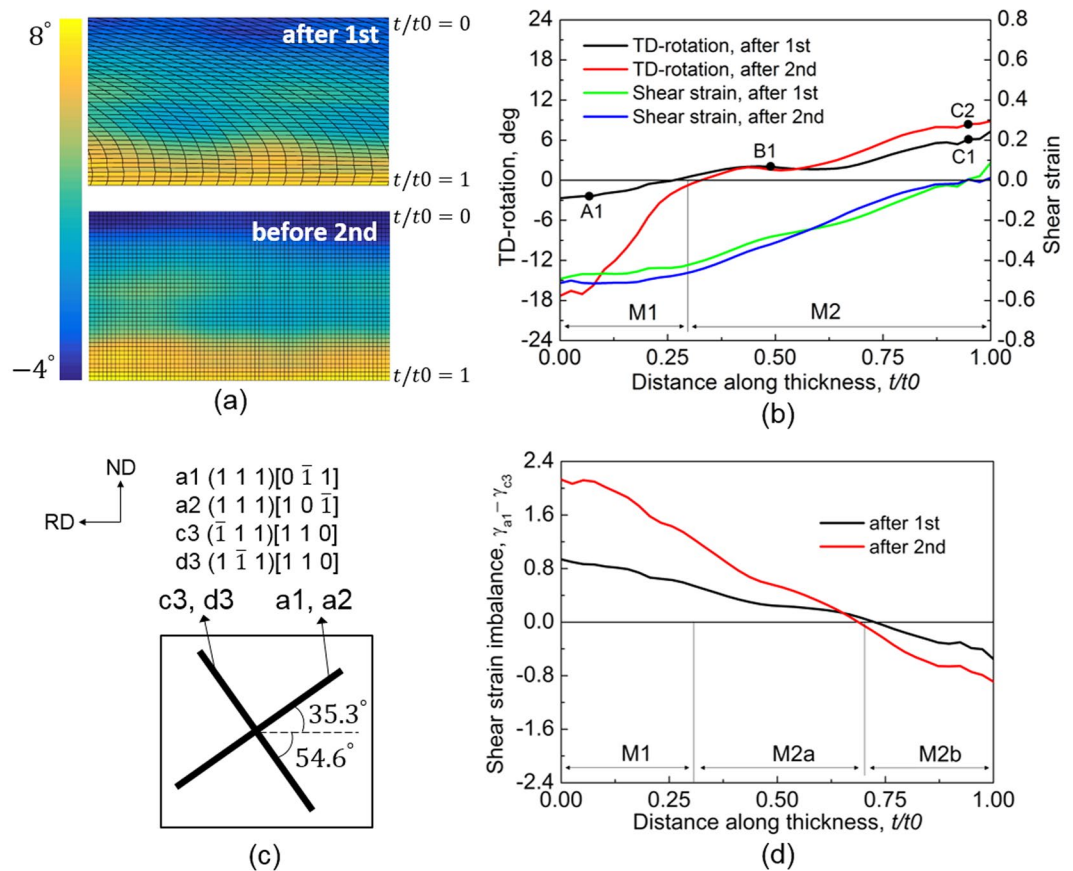 8°
−4°
after 1st
t/t0 = 0
t/t0 = 1
before 2nd
t/t0 = 0
t/t0 = 1
(a)
TD-rotation, deg
24
18
12
6
0
-6
-12
-18
-24
TD-rotation, after 1st
TD-rotation, after 2nd
Shear strain, after 1st
Shear strain, after 2nd
A1
B1
C2
C1
M1
M2
0.8
0.6
0.4
0.2
0.0
-0.2
-0.4
-0.6
-0.8
Shear strain
0.00 0.25 0.50 0.75 1.00
Distance along thickness, t/t0
(b)
ND
RD
a1 (1 1 1)[0 1̅ 1]
a2 (1 1 1)[1 0 1̅]
c3 (1̅ 1 1)[1 1 0]
d3 (1 1̅ 1)[1 1 0]
c3, d3 a1, a2
35.3°
54.6°
(c)
Shear strain imbalance, γa1− γc3
2.4
1.6
0.8
0.0
-0.8
-1.6
-2.4
after 1st
after 2nd
M1
M2a
M2b
0.00 0.25 0.50 0.75 1.00
Distance along thickness, t/t0
(d)